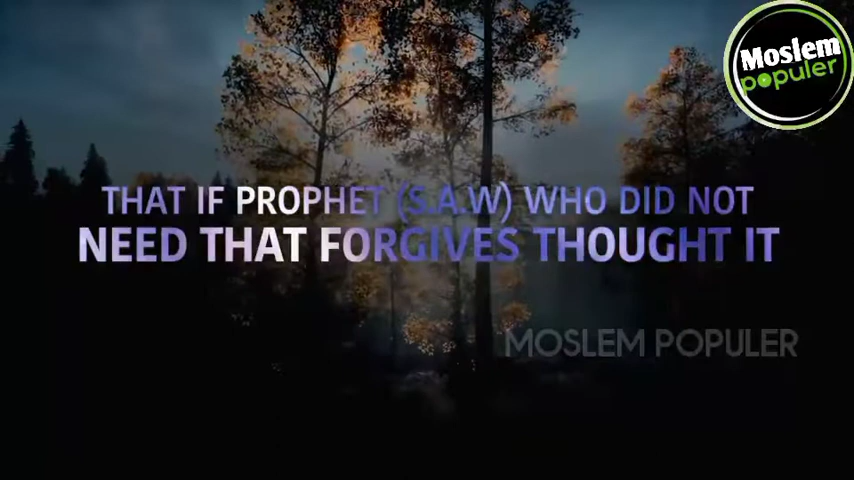 Moslem
populer
THAT IF PROPHET (S.A.W) WHO DID NOT
NEED THAT FORGIVES THOUGHT IT
MOSLEM POPULER